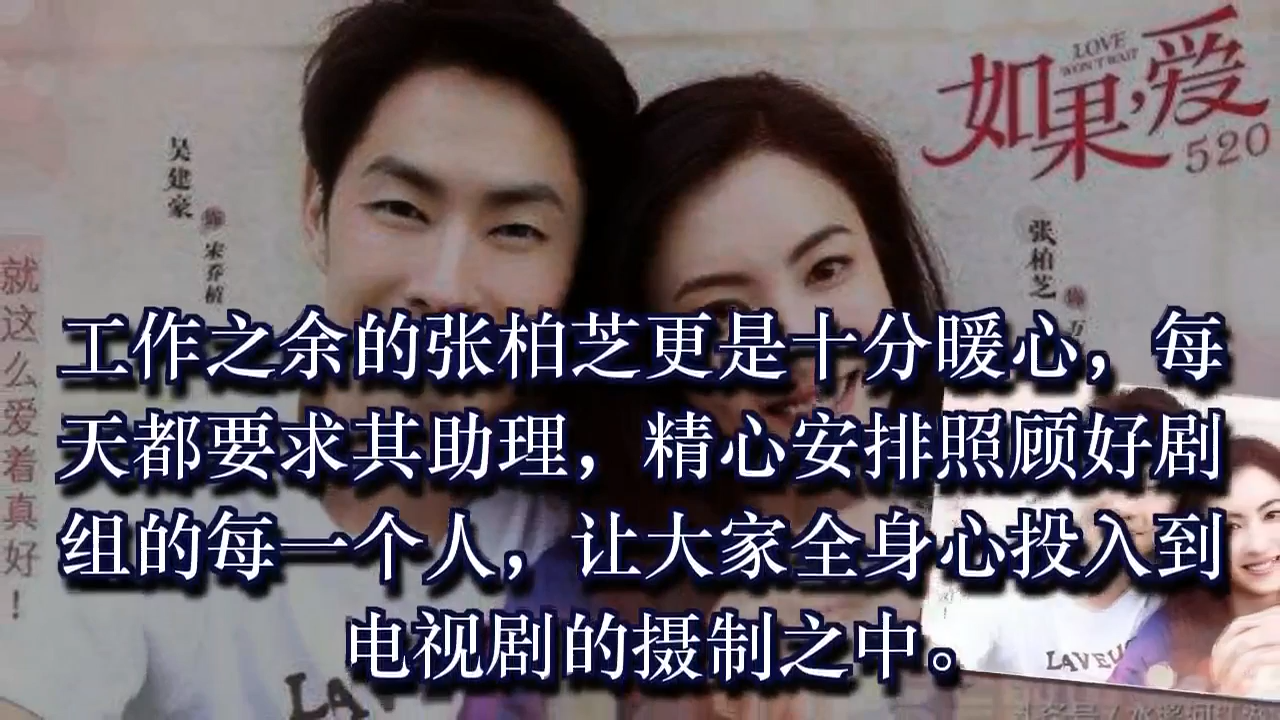 LOVE
WON'T WAIT
如果,爱
520
吴建豪
饰
宋乔植
张柏芝
饰
就这么爱着真好!
工作之余的张柏芝更是十分暖心，每
天都要求其助理，精心安排照顾好剧
组的每一个人，让大家全身心投入到
电视剧的摄制之中。